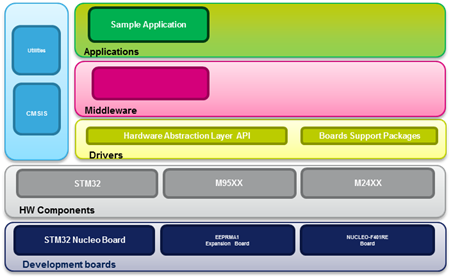 Sample Application
Applications
Utilities
CMSIS
Middleware
Hardware Abstraction Layer API
Boards Support Packages
Drivers
STM32
M95XX
M24XX
HW Components
STM32 Nucleo Board
EEPRMA1
Expansion Board
NUCLEO-F401RE
Board
Development boards